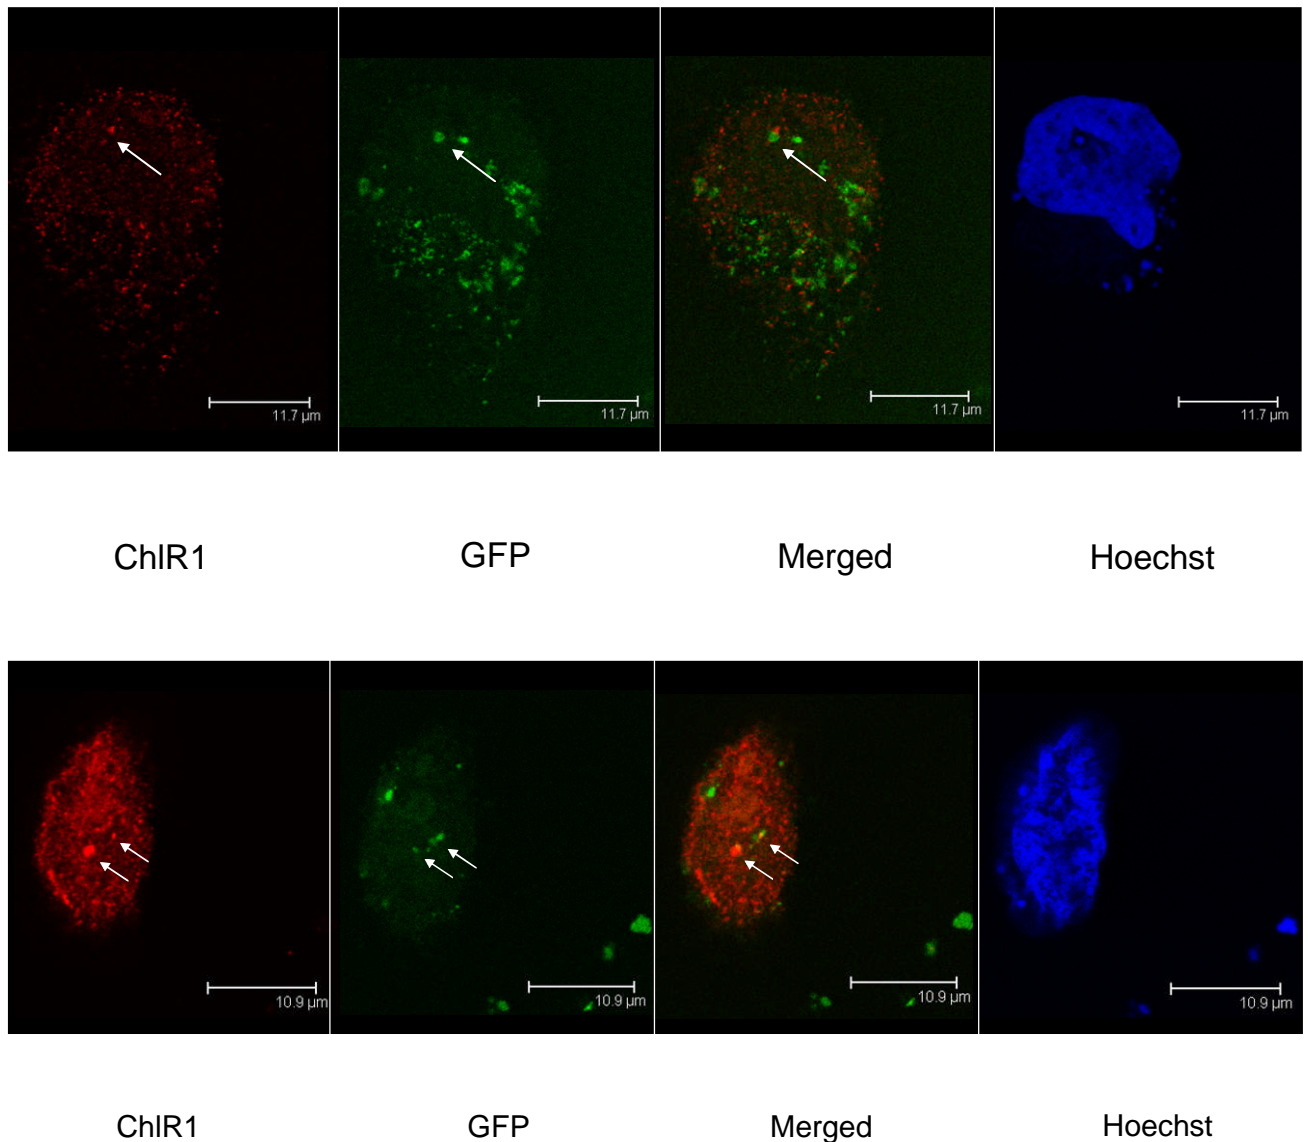 11.7 µm
11.7 µm
11.7 µm
11.7 µm
ChlR1
GFP
Merged
Hoechst
10.9 µm
10.9 µm
10.9 µm
10.9 µm
ChlR1
GFP
Merged
Hoechst